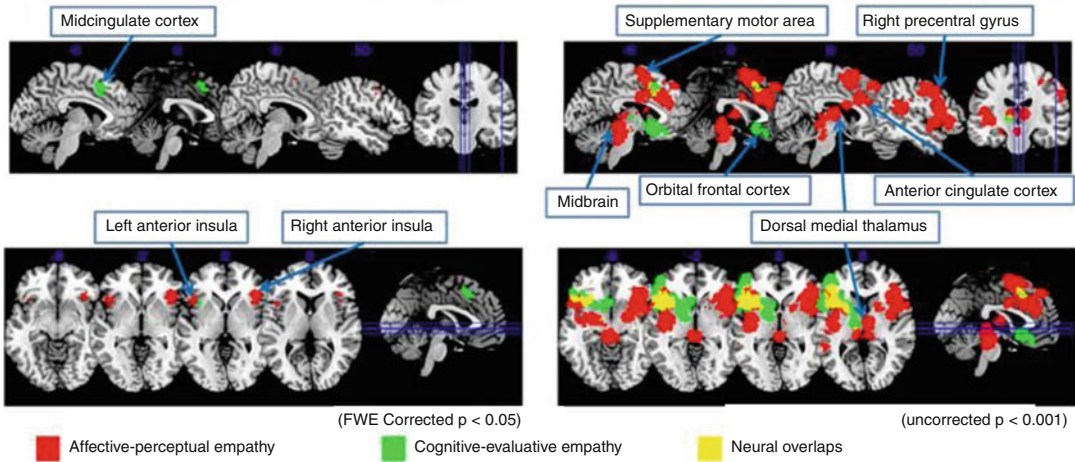 Midcingulate cortex
Supplementary motor area
Right precentral gyrus
50
Midbrain
Orbital frontal cortex
Anterior cingulate cortex
Left anterior insula
Right anterior insula
Dorsal medial thalamus
(FWE Corrected p < 0.05)
(uncorrected p < 0.001)
Affective-perceptual empathy
Cognitive-evaluative empathy
Neural overlaps